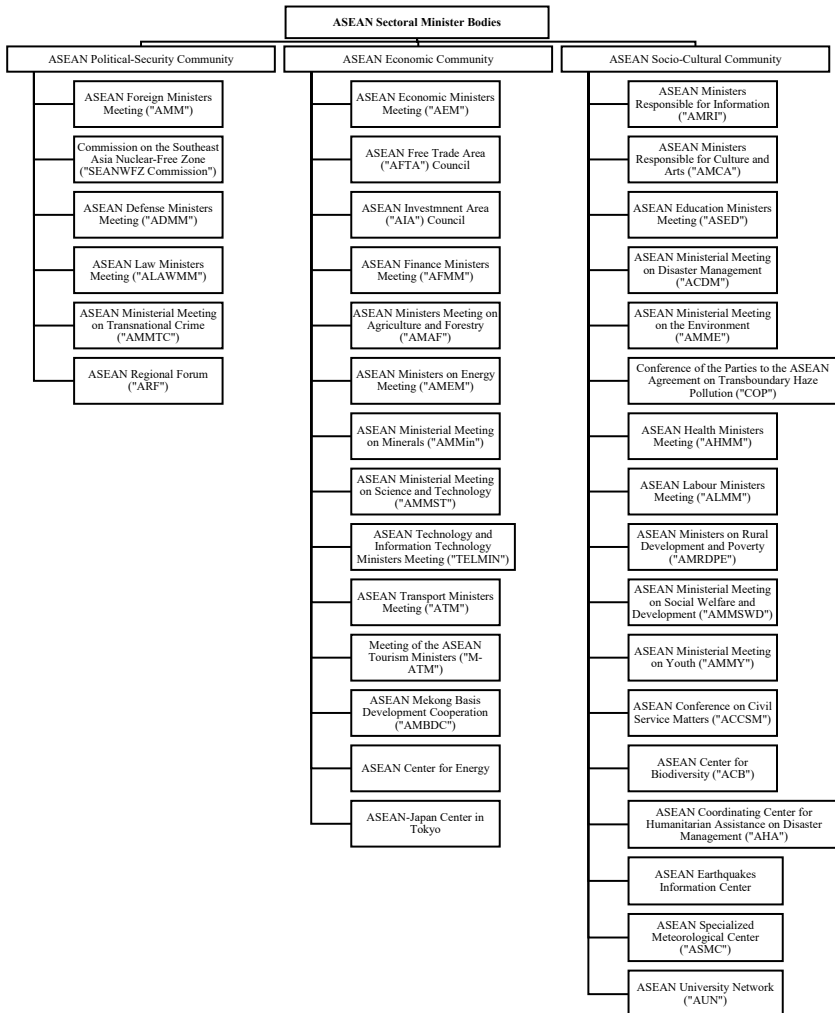 ASEAN Sectoral Minister Bodies
ASEAN Political-Security Community
ASEAN Foreign Ministers
Meeting ("AMM")
Commission on the Southeast
Asia Nuclear-Free Zone
("SEANWFZ Commission")
ASEAN Defense Ministers
Meeting ("ADMM")
ASEAN Law Ministers
Meeting ("ALAWMM")
ASEAN Ministerial Meeting
on Transnational Crime
("AMMTC")
ASEAN Regional Forum
("ARF")
ASEAN Economic Community
ASEAN Economic Ministers
Meeting ("AEM")
ASEAN Free Trade Area
("AFTA") Council
ASEAN Investmnent Area
("AIA") Council
ASEAN Finance Ministers
Meeting ("AFMM")
ASEAN Ministers Meeting on
Agriculture and Forestry
("AMAF")
ASEAN Ministers on Energy
Meeting ("AMEM")
ASEAN Ministerial Meeting
on Minerals ("AMMin")
ASEAN Ministerial Meeting
on Science and Technology
("AMMST")
ASEAN Technology and
Information Technology
Ministers Meeting ("TELMIN")
ASEAN Transport Ministers
Meeting ("ATM")
Meeting of the ASEAN
Tourism Ministers ("M-
ATM")
ASEAN Mekong Basis
Development Cooperation
("AMBDC")
ASEAN Center for Energy
ASEAN-Japan Center in
Tokyo
ASEAN Socio-Cultural Community
ASEAN Ministers
Responsible for Information
("AMRI")
ASEAN Ministers
Responsible for Culture and
Arts ("AMCA")
ASEAN Education Ministers
Meeting ("ASED")
ASEAN Ministerial Meeting
on Disaster Management
("ACDM")
ASEAN Ministerial Meeting
on the Environment
("AMME")
Conference of the Parties to the ASEAN
Agreement on Transboundary Haze
Pollution ("COP")
ASEAN Health Ministers
Meeting ("AHMM")
ASEAN Labour Ministers
Meeting ("ALMM")
ASEAN Ministers on Rural
Development and Poverty
("AMRDPE")
ASEAN Ministerial Meeting
on Social Welfare and
Development ("AMMSWD")
ASEAN Ministerial Meeting
on Youth ("AMMY")
ASEAN Conference on Civil
Service Matters ("ACCSM")
ASEAN Center for
Biodiversity ("ACB")
ASEAN Coordinating Center for
Humanitarian Assistance on Disaster
Management ("AHA")
ASEAN Earthquakes
Information Center
ASEAN Specialized
Meteorological Center
("ASMC")
ASEAN University Network
("AUN")